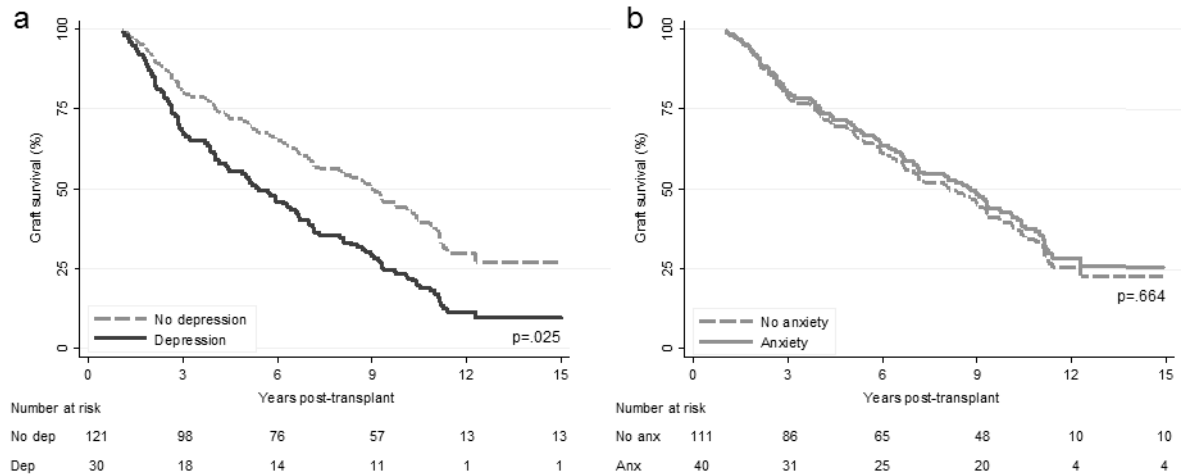 a
100
75
50
25
0
Graft survival (%)
No depression
Depression
p=.025
0 3 6 9 12 15
Years post-transplant
Number at risk
No dep 121 98 76 57 13 13
Dep 30 18 14 11 1 1
b
100
75
50
25
0
Graft survival (%)
p=.664
No anxiety
Anxiety
0 3 6 9 12 15
Years post-transplant
Number at risk
No anx 111 86 65 48 10 10
Anx 40 31 25 20 4 4